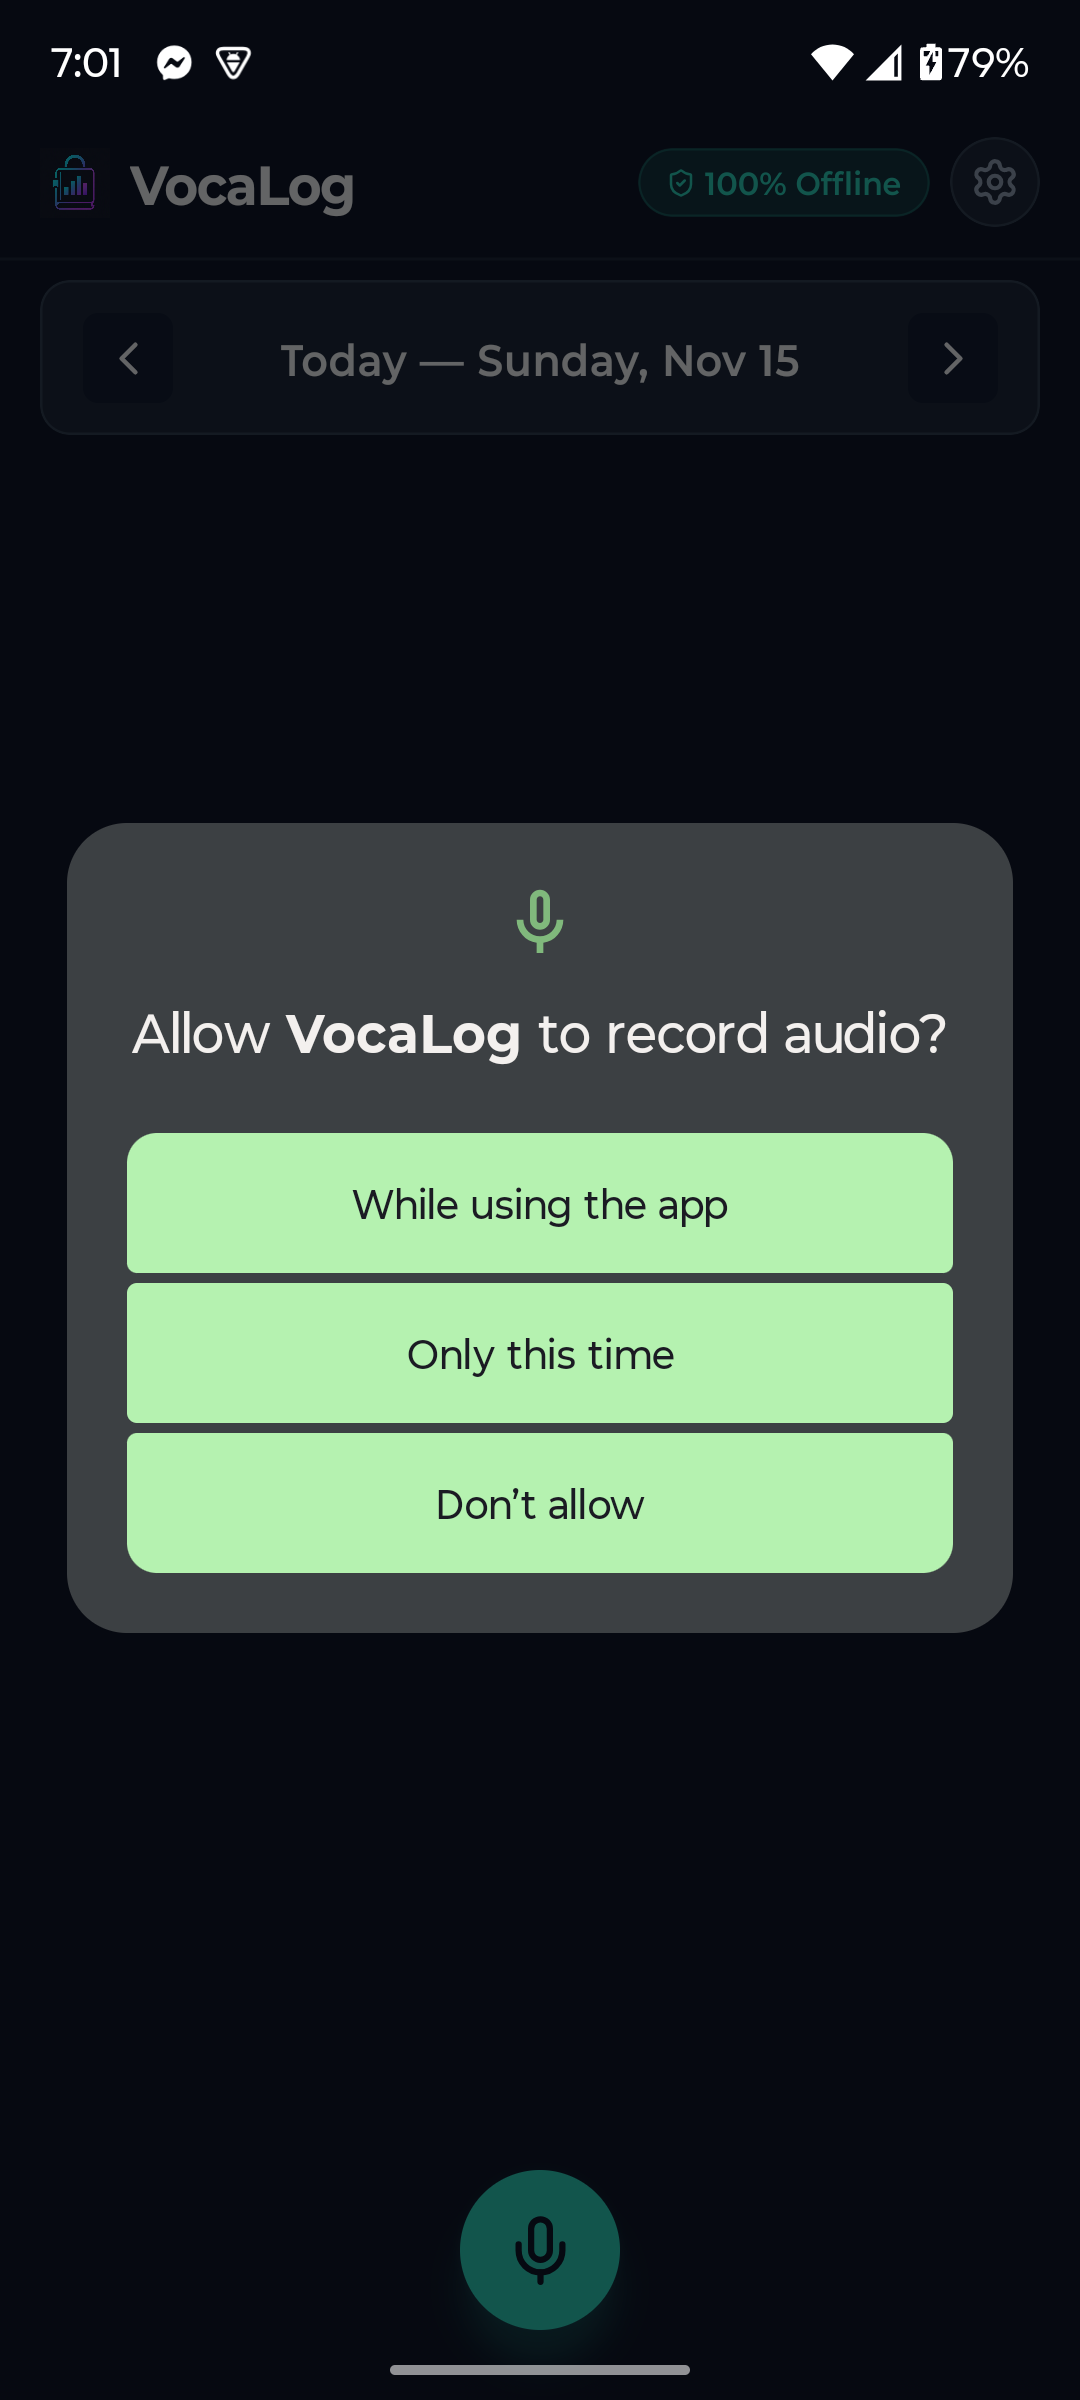 7:01
79%
VocaLog
100% Offline
Today — Sunday, Nov 15
Allow VocaLog to record audio?
While using the app
Only this time
Don’t allow